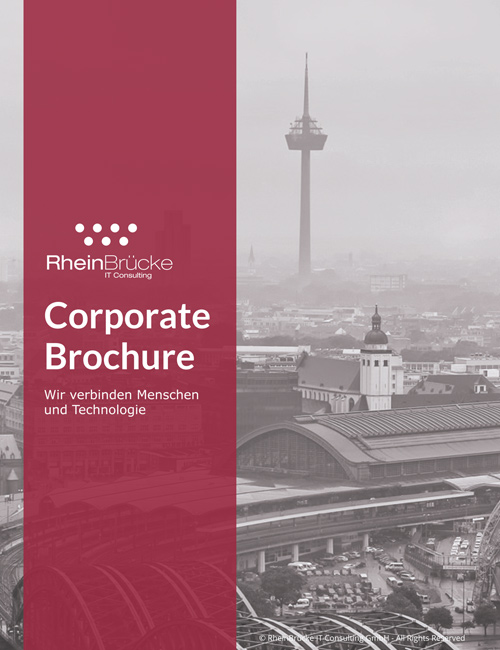 RheinBrücke
IT Consulting
Corporate
Brochure
Wir verbinden Menschen
und Technologie
© RheinBrücke IT Consulting GmbH - All Rights Reserved